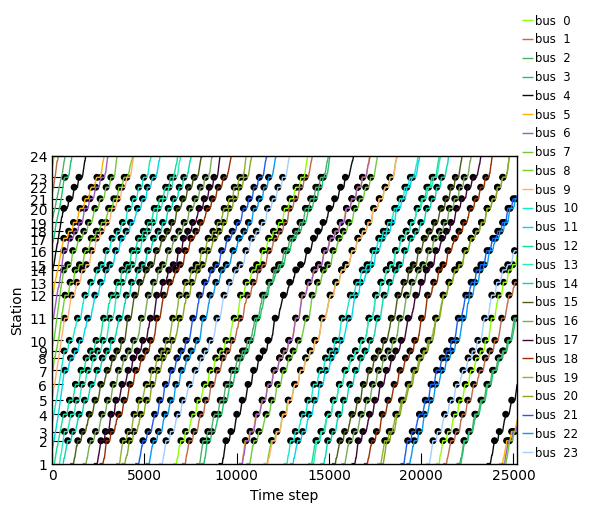 bus 0
bus 1
bus 2
bus 3
bus 4
bus 5
bus 6
bus 7
bus 8
bus 9
bus 10
bus 11
bus 12
bus 13
bus 14
bus 15
bus 16
bus 17
bus 18
bus 19
bus 20
bus 21
bus 22
bus 23
24
23
22
21
20
19
18
17
16
15
14
13
12
11
10
9
8
7
6
5
4
3
2
1
Station
0 5000 10000 15000 20000 25000
Time step